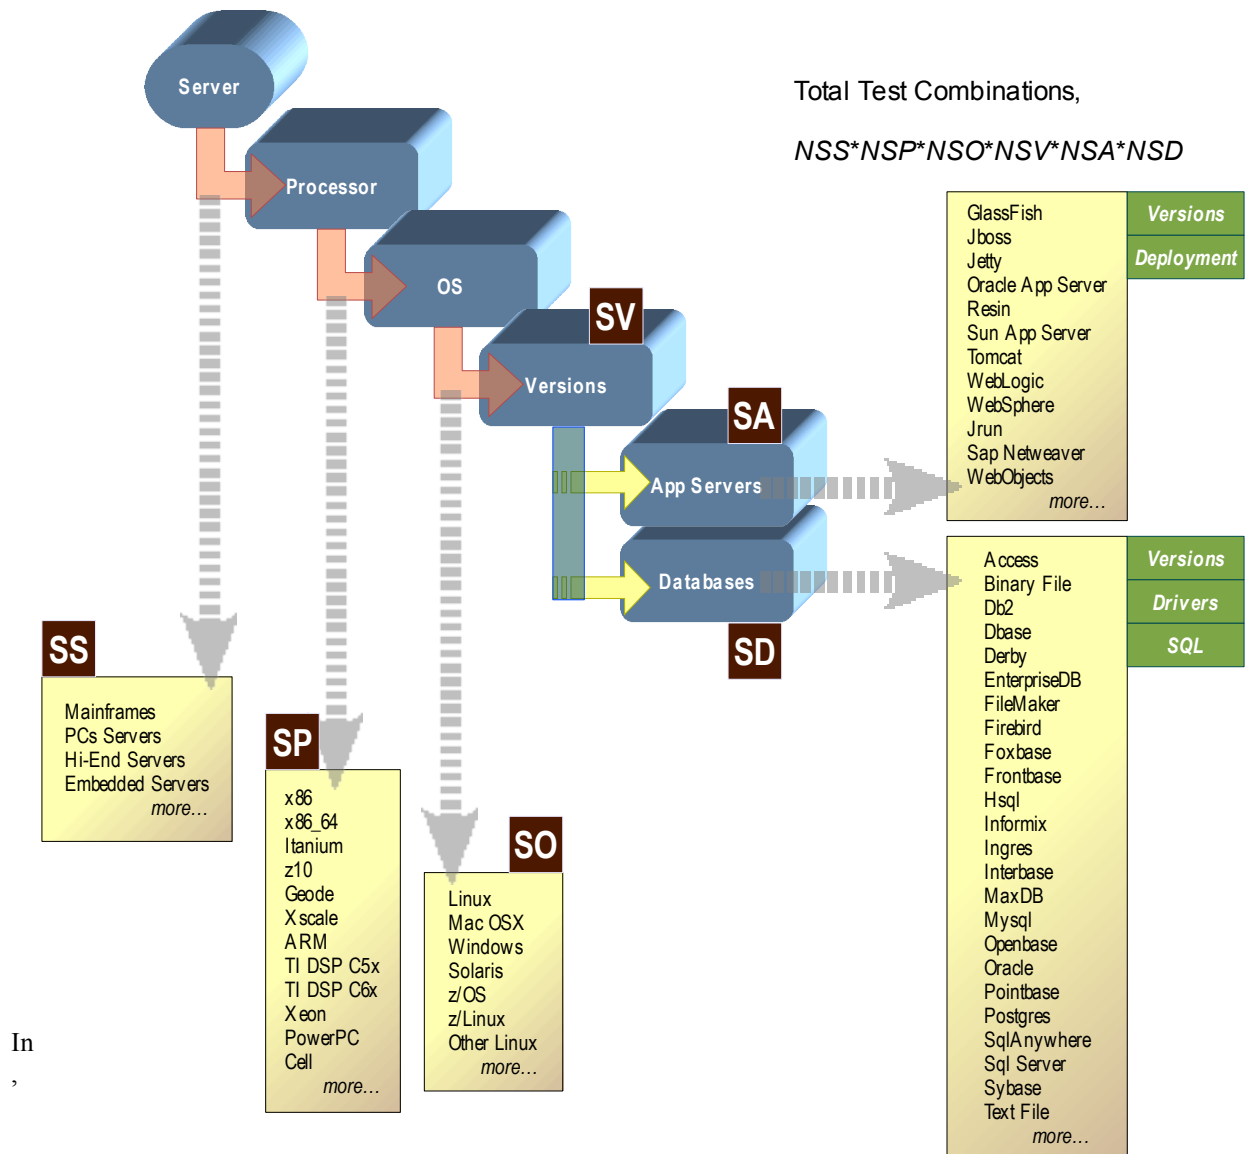 Server
Total Test Combinations,
NSS*NSP*NSO*NSV*NSA*NSD
Processor
OS
SV
Versions
SA
App Servers
Databases
SD
GlassFish
Jboss
Jetty
Oracle App Server
Resin
Sun App Server
Tomcat
WebLogic
WebSphere
Jrun
Sap Netweaver
WebObjects
more...
Versions
Deployment
Access
Binary File
Db2
Dbase
Derby
EnterpriseDB
FileMaker
Firebird
Foxbase
Frontbase
Hsql
Informix
Ingres
Interbase
MaxDB
Mysql
Openbase
Oracle
Pointbase
Postgres
SqlAnywhere
Sql Server
Sybase
Text File
more...
Versions
Drivers
SQL
SS
Mainframes
PCs Servers
Hi-End Servers
Embedded Servers
more...
SP
x86
x86_64
Itanium
z10
Geode
Xscale
ARM
TI DSP C5x
TI DSP C6x
Xeon
PowerPC
Cell
more...
SO
Linux
Mac OSX
Windows
Solaris
z/OS
z/Linux
Other Linux
more...
In
,